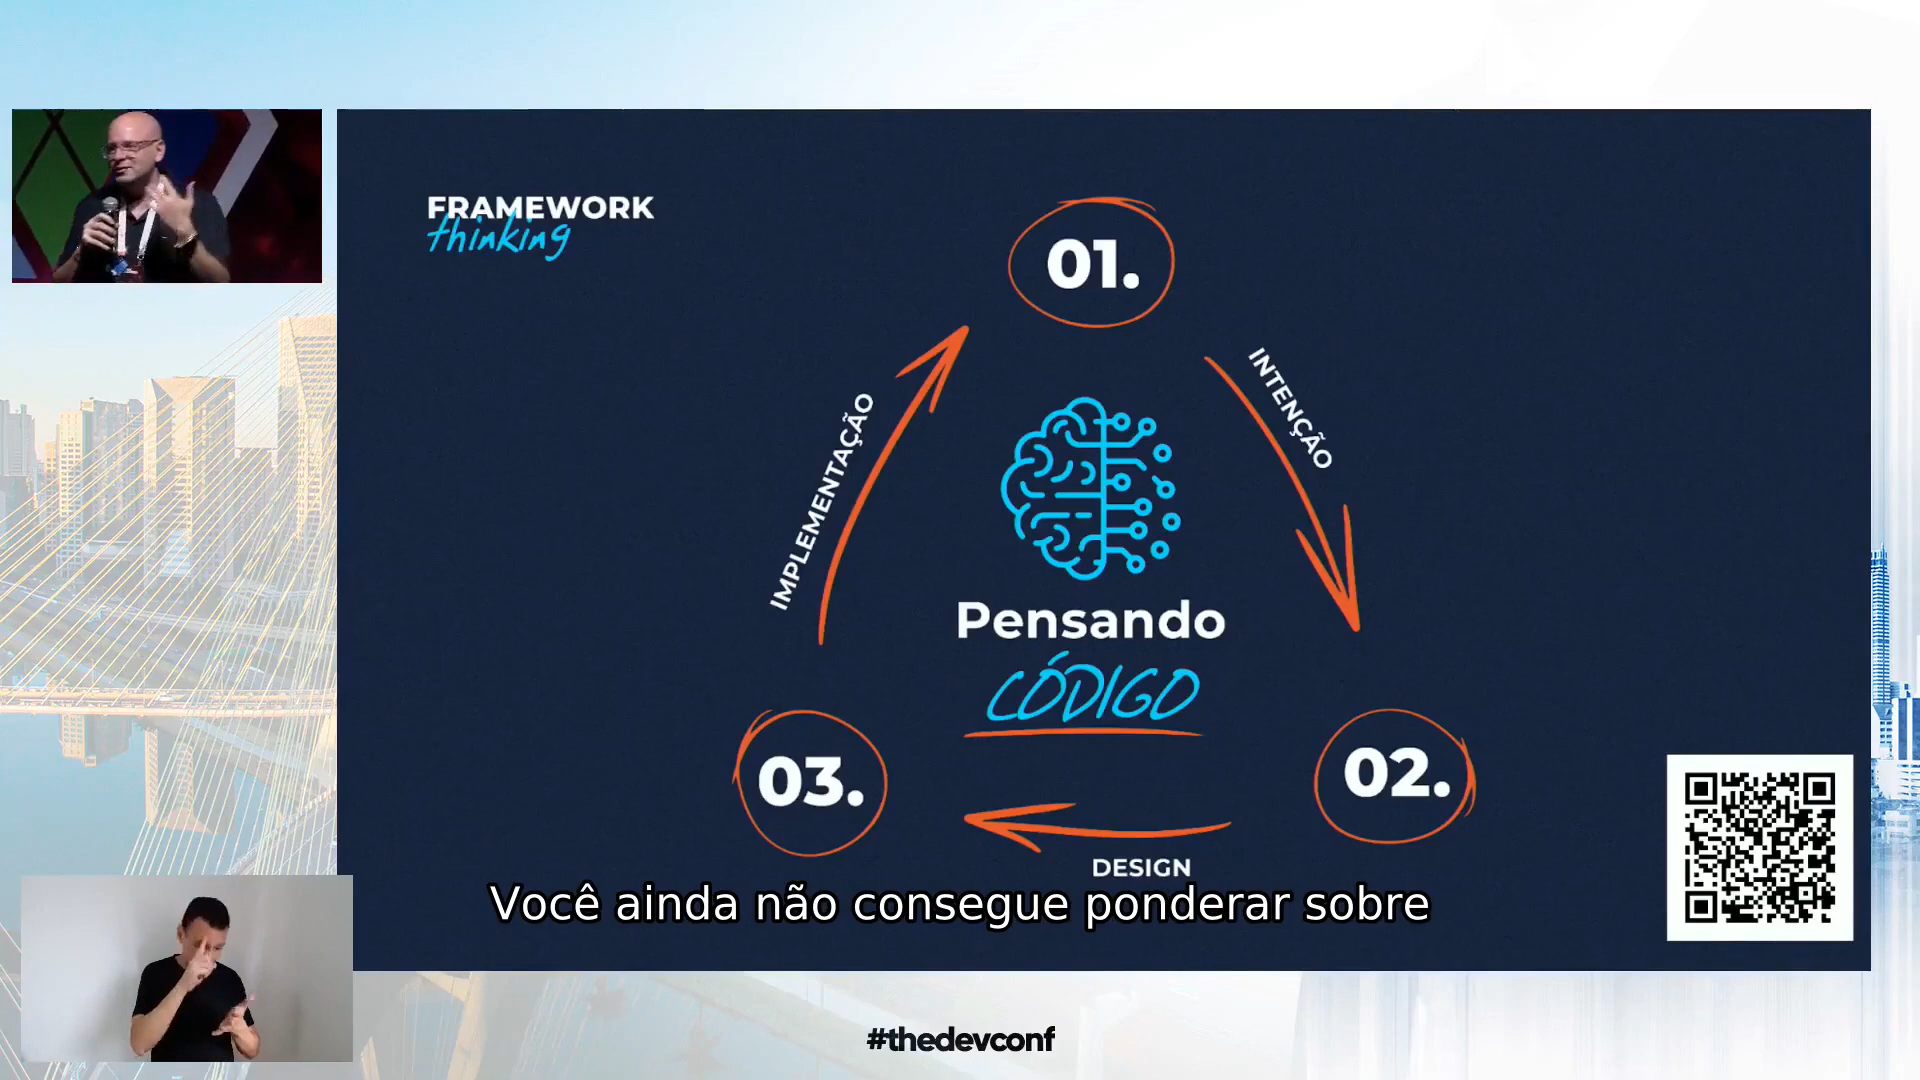 FRAMEWORK
thinking
01.
INTENÇÃO
IMPLEMENTAÇÃO
Pensando
CÓDIGO
03.
02.
DESIGN
Você ainda não consegue ponderar sobre
#thedevconf